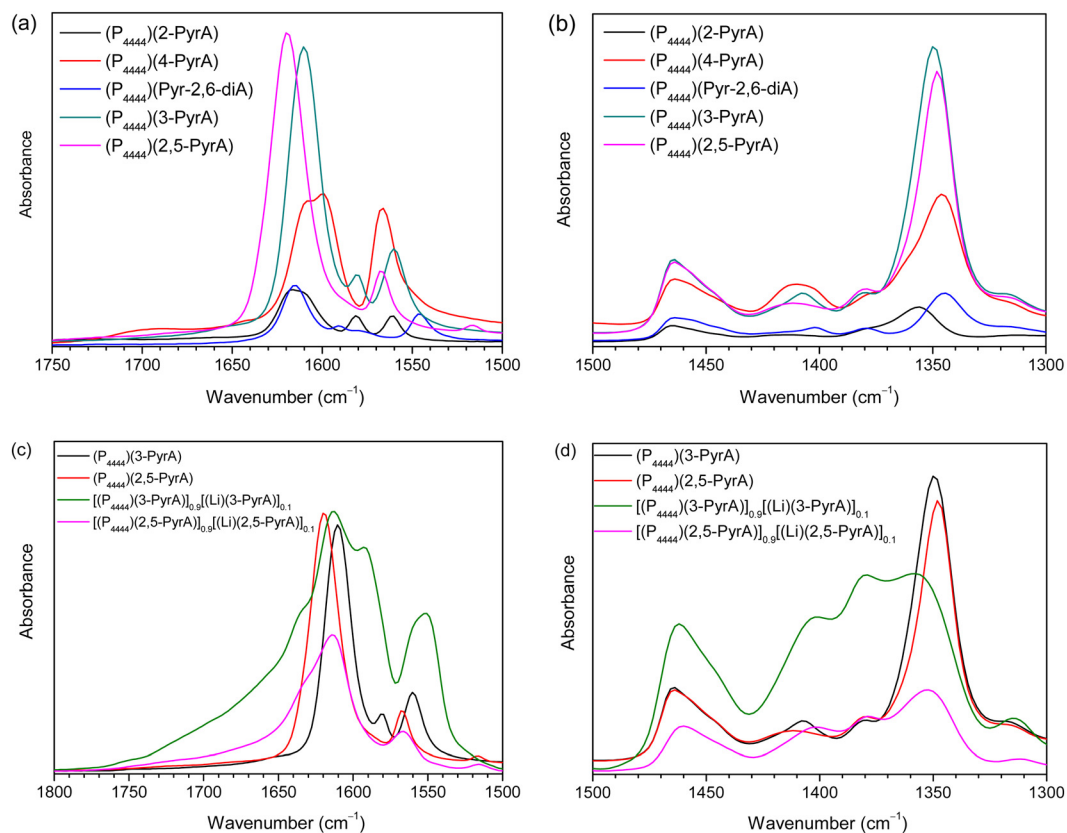 (a)
(P4444)(2-PyrA)
(P4444)(4-PyrA)
(P4444)(Pyr-2,6-diA)
(P4444)(3-PyrA)
(P4444)(2,5-PyrA)
Absorbance
1750 1700 1650 1600 1550 1500
Wavenumber (cm⁻¹)
(b)
(P4444)(2-PyrA)
(P4444)(4-PyrA)
(P4444)(Pyr-2,6-diA)
(P4444)(3-PyrA)
(P4444)(2,5-PyrA)
Absorbance
1500 1450 1400 1350 1300
Wavenumber (cm⁻¹)
(c)
(P4444)(3-PyrA)
(P4444)(2,5-PyrA)
[(P4444)(3-PyrA)]0.9[(Li)(3-PyrA)]0.1
[(P4444)(2,5-PyrA)]0.9[(Li)(2,5-PyrA)]0.1
Absorbance
1800 1750 1700 1650 1600 1550 1500
Wavenumber (cm⁻¹)
(d)
(P4444)(3-PyrA)
(P4444)(2,5-PyrA)
[(P4444)(3-PyrA)]0.9[(Li)(3-PyrA)]0.1
[(P4444)(2,5-PyrA)]0.9[(Li)(2,5-PyrA)]0.1
Absorbance
1500 1450 1400 1350 1300
Wavenumber (cm⁻¹)